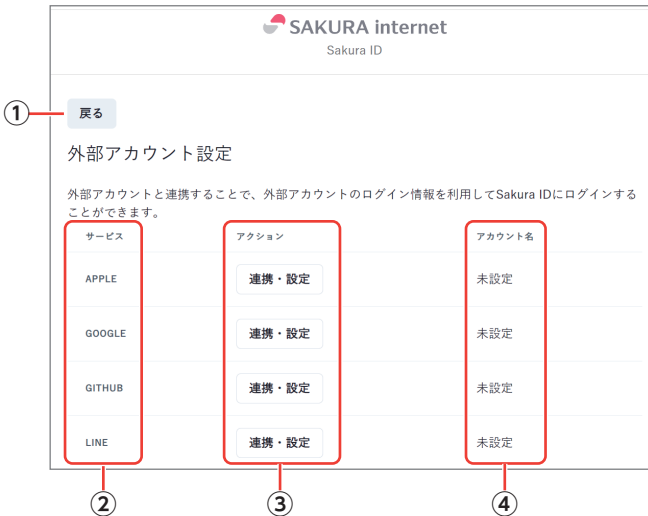 SAKURA internet
Sakura ID
① 戻る
外部アカウント設定
外部アカウントと連携することで、外部アカウントのログイン情報を利用してSakura IDにログインする
ことができます。
サービス アクション アカウント名
APPLE 連携・設定 未設定
GOOGLE 連携・設定 未設定
GITHUB 連携・設定 未設定
LINE 連携・設定 未設定
② ③ ④